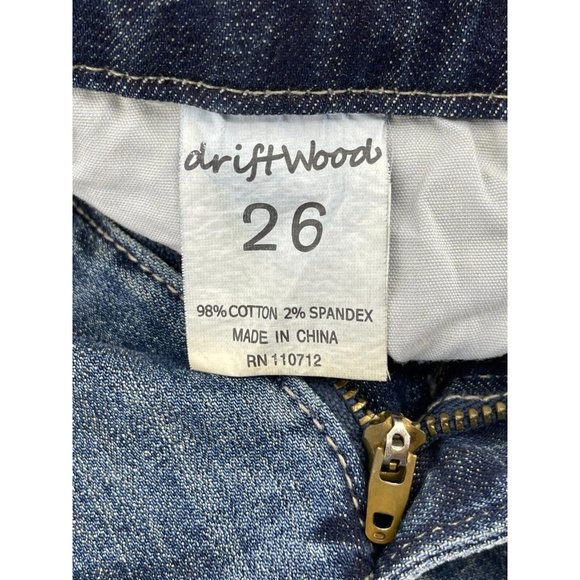 driftWood
26
98% COTTON 2% SPANDEX
MADE IN CHINA
RN 110712